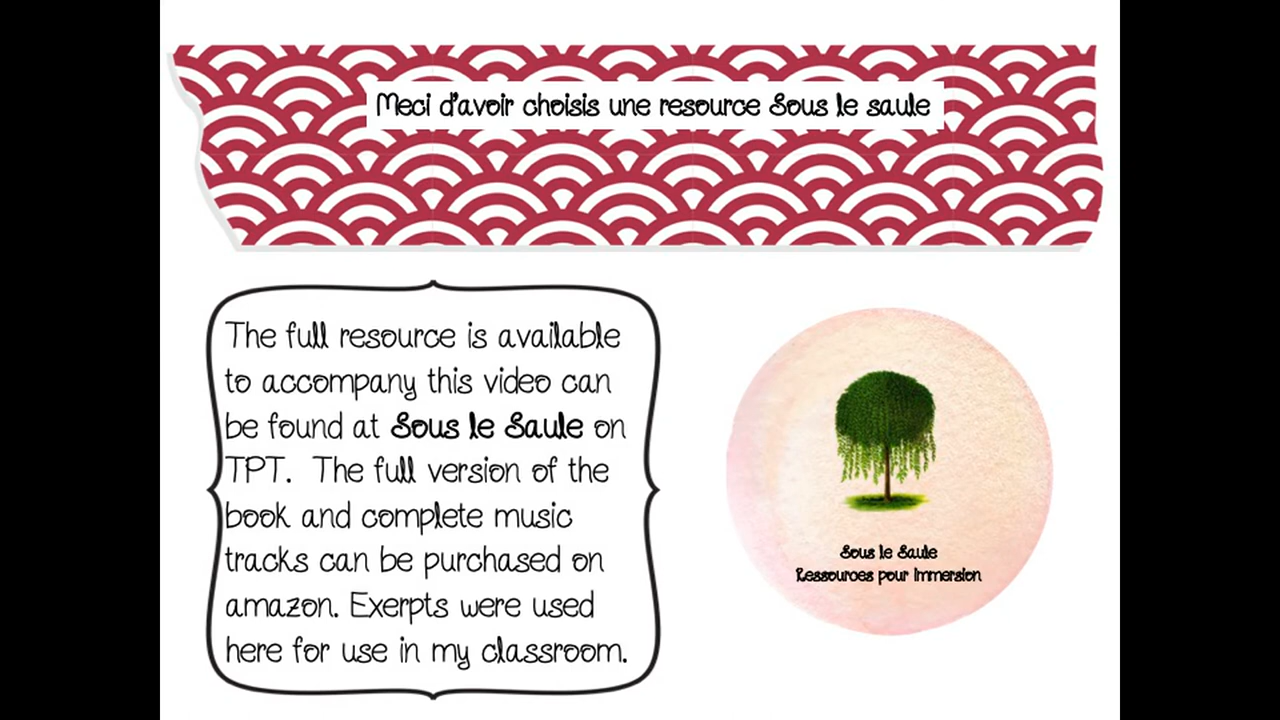 Meci d'avoir choisis une resource Sous le saule
The full resource is available
to accompany this video can
be found at Sous le Saule on
TPT. The full version of the
book and complete music
tracks can be purchased on
amazon. Exerpts were used
here for use in my classroom.
Sous le Saule
Ressources pour immersion